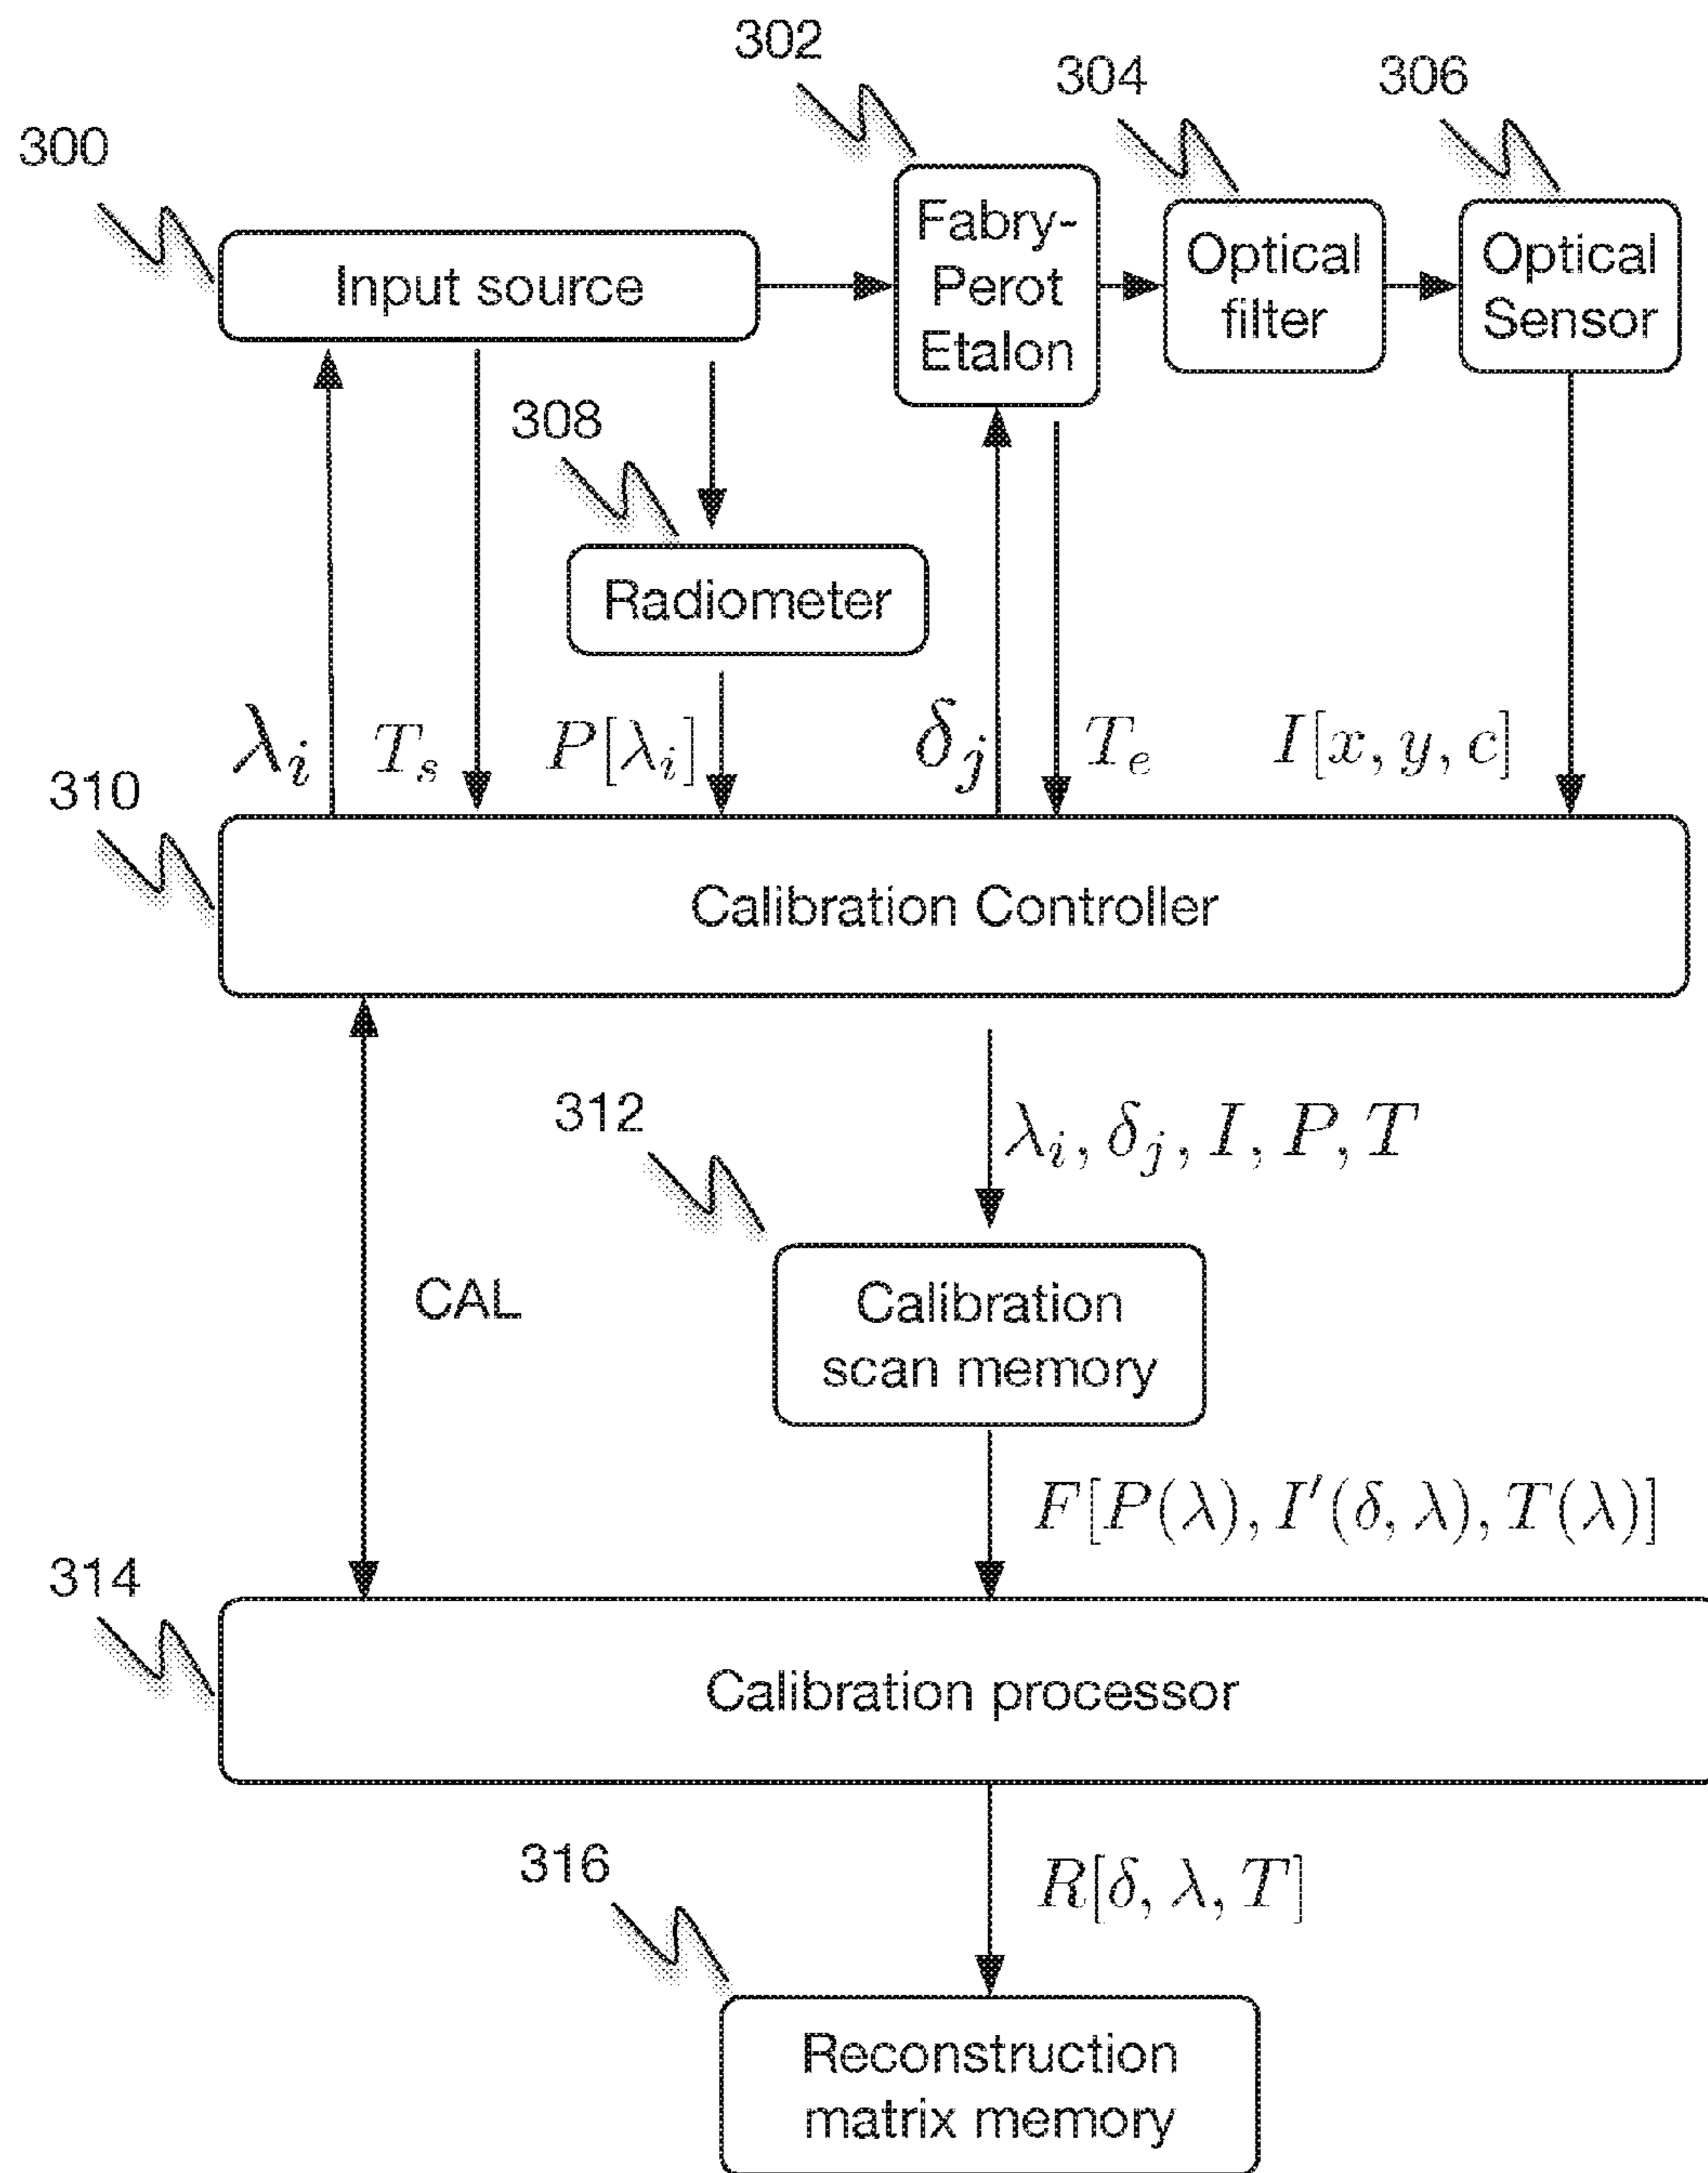 302
304
306
300
Fabry-
Perot
Etalon
Optical
filter
Optical
Sensor
Input source
308
Radiometer
λᵢ
Tₛ
P[λᵢ]
δⱼ
Tₑ
I[x, y, c]
310
Calibration Controller
312
λᵢ, δⱼ, I, P, T
CAL
Calibration
scan memory
F[P(λ), I′(δ, λ), T(λ)]
314
Calibration processor
316
R[δ, λ, T]
Reconstruction
matrix memory